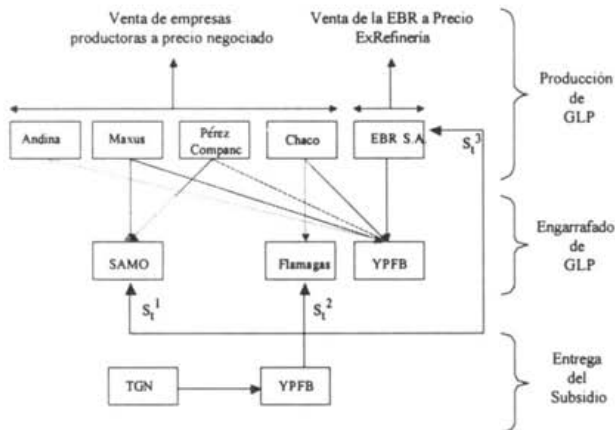 Venta de empresas
productoras a precio negociado
Venta de la EBR a Precio
ExRefinería
Producción
de
GLP
Andina
Maxus
Pérez
Companc
Chaco
EBR S.A.
St3
Engarrafado
de
GLP
SAMO
Flamagas
YPFB
St1
St2
Entrega
del
Subsidio
TGN
YPFB